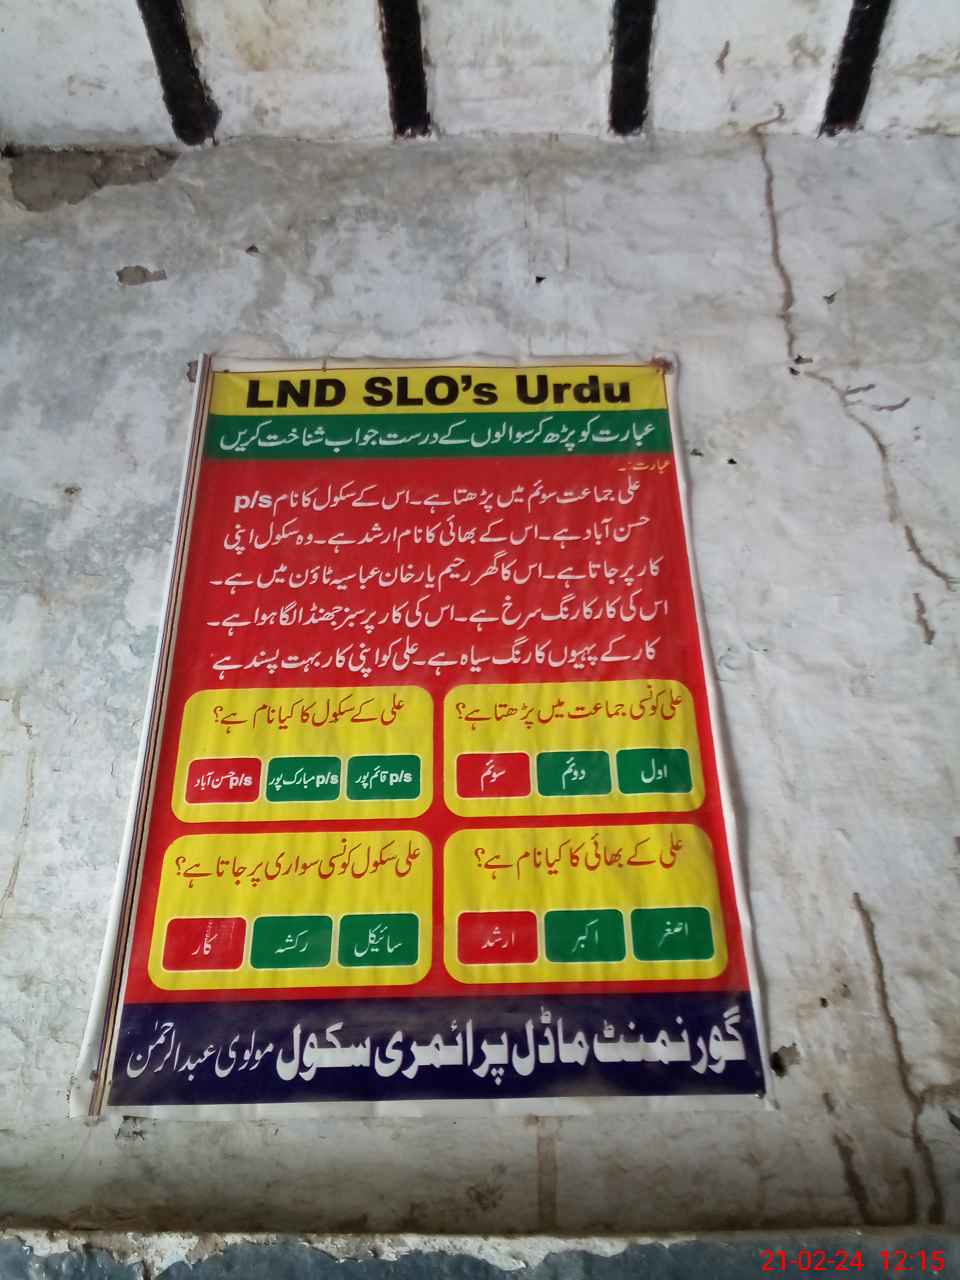 LND SLO's Urdu
عبارت کو پڑھ کر سوالوں کے درست جواب شناخت کریں
عبارت:۔
علی جماعت سوئم میں پڑھتا ہے۔اس کے سکول کا نام p/s
حسن آباد ہے۔اس کے بھائی کا نام ارشد ہے۔وہ سکول اپنی
کار پر جاتا ہے۔اس کا گھر رحیم یار خان عباسیہ ٹاؤن میں ہے۔
اس کی کار کا رنگ سرخ ہے۔اس کی کار پر سبز جھنڈا لگا ہوا ہے۔
کار کے پہیوں کا رنگ سیاہ ہے۔علی کو اپنی کار بہت پسند ہے
علی کونسی جماعت میں پڑھتا ہے؟
اول دوئم سوئم
علی کے سکول کا کیا نام ہے؟
p/s قائم پور p/s مبارک پور p/s حسن آباد
علی کے بھائی کا کیا نام ہے؟
اصغر اکبر ارشد
علی سکول کونسی سواری پر جاتا ہے؟
سائیکل رکشہ کار
گورنمنٹ ماڈل پرائمری سکول مولوی عبدالرحمٰن
21-02-24 12:15